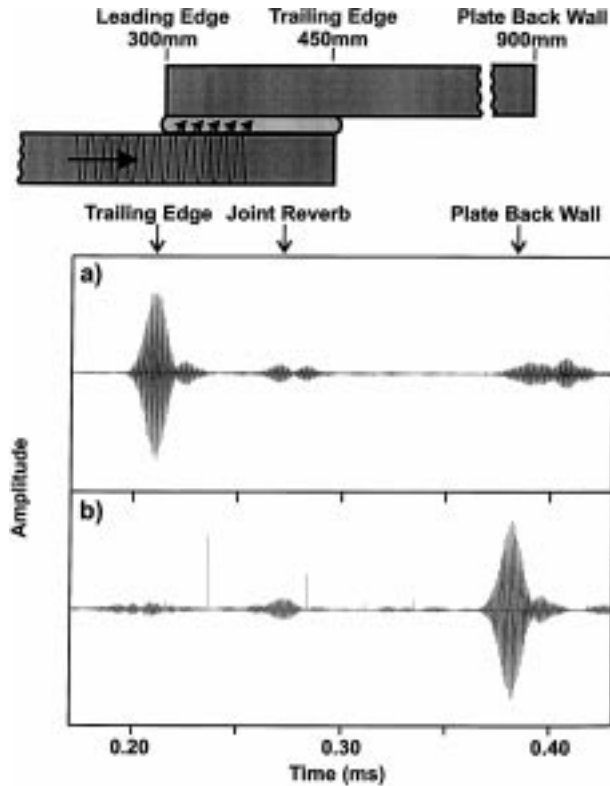 Leading Edge Trailing Edge Plate Back Wall
300mm 450mm 900mm
Trailing Edge Joint Reverb Plate Back Wall
a)
Amplitude
b)
0.20 0.30 0.40
Time (ms)